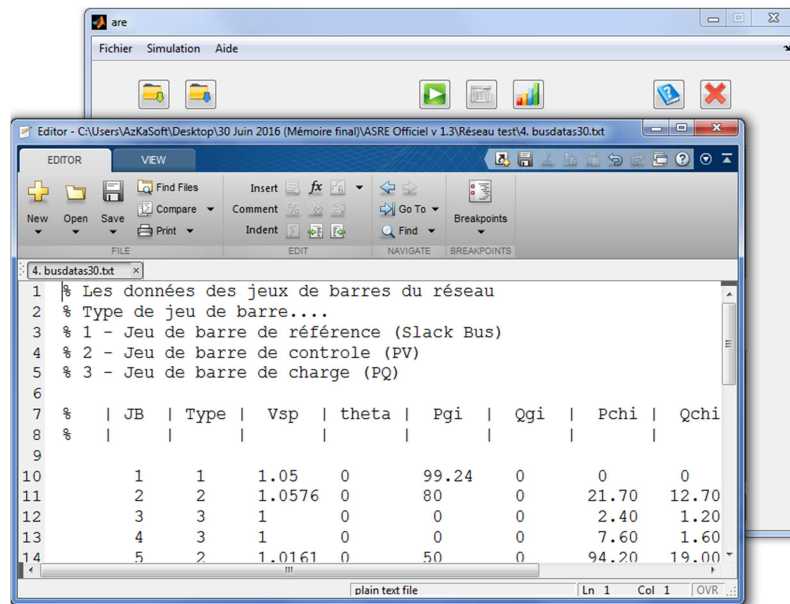 are
Fichier Simulation Aide
Editor - C:\Users\AzKaSoft\Desktop\30 Juin 2016 (Mémoire final)\ASRE Officiel v 1.3\Réseau test\4. busdatas30.txt
EDITOR VIEW
New Open Save Find Files Compare Print
Insert fx
Comment
Indent
Go To
Find
Breakpoints
FILE EDIT NAVIGATE BREAKPOINTS
4. busdatas30.txt ×
1 % Les données des jeux de barres du réseau
2 % Type de jeu de barre....
3 % 1 - Jeu de barre de référence (Slack Bus)
4 % 2 - Jeu de barre de controle (PV)
5 % 3 - Jeu de barre de charge (PQ)
6
7 % | JB | Type | Vsp | theta | Pgi | Qgi | Pchi | Qchi
8 % | | | | | | | |
9
10 1 1 1.05 0 99.24 0 0 0
11 2 2 1.0576 0 80 0 21.70 12.70
12 3 3 1 0 0 0 2.40 1.20
13 4 3 1 0 0 0 7.60 1.60
14 5 2 1.0161 0 50 0 94.20 19.00
plain text file Ln 1 Col 1 OVR